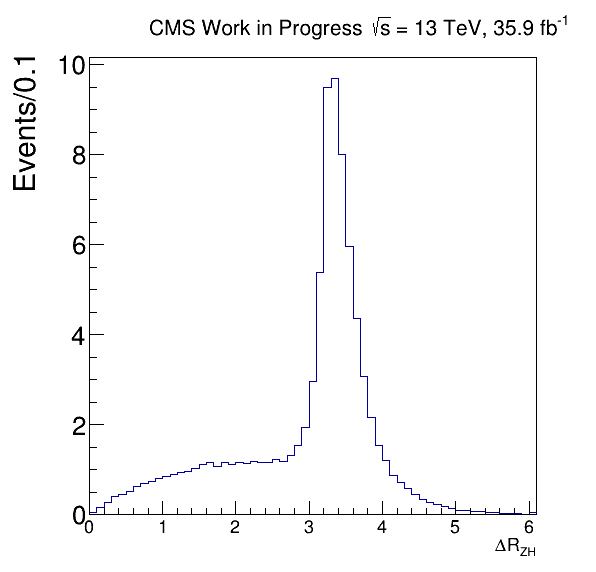 CMS Work in Progress √s = 13 TeV, 35.9 fb⁻¹
Events/0.1
10
8
6
4
2
0
0 1 2 3 4 5 6
ΔR_ZH